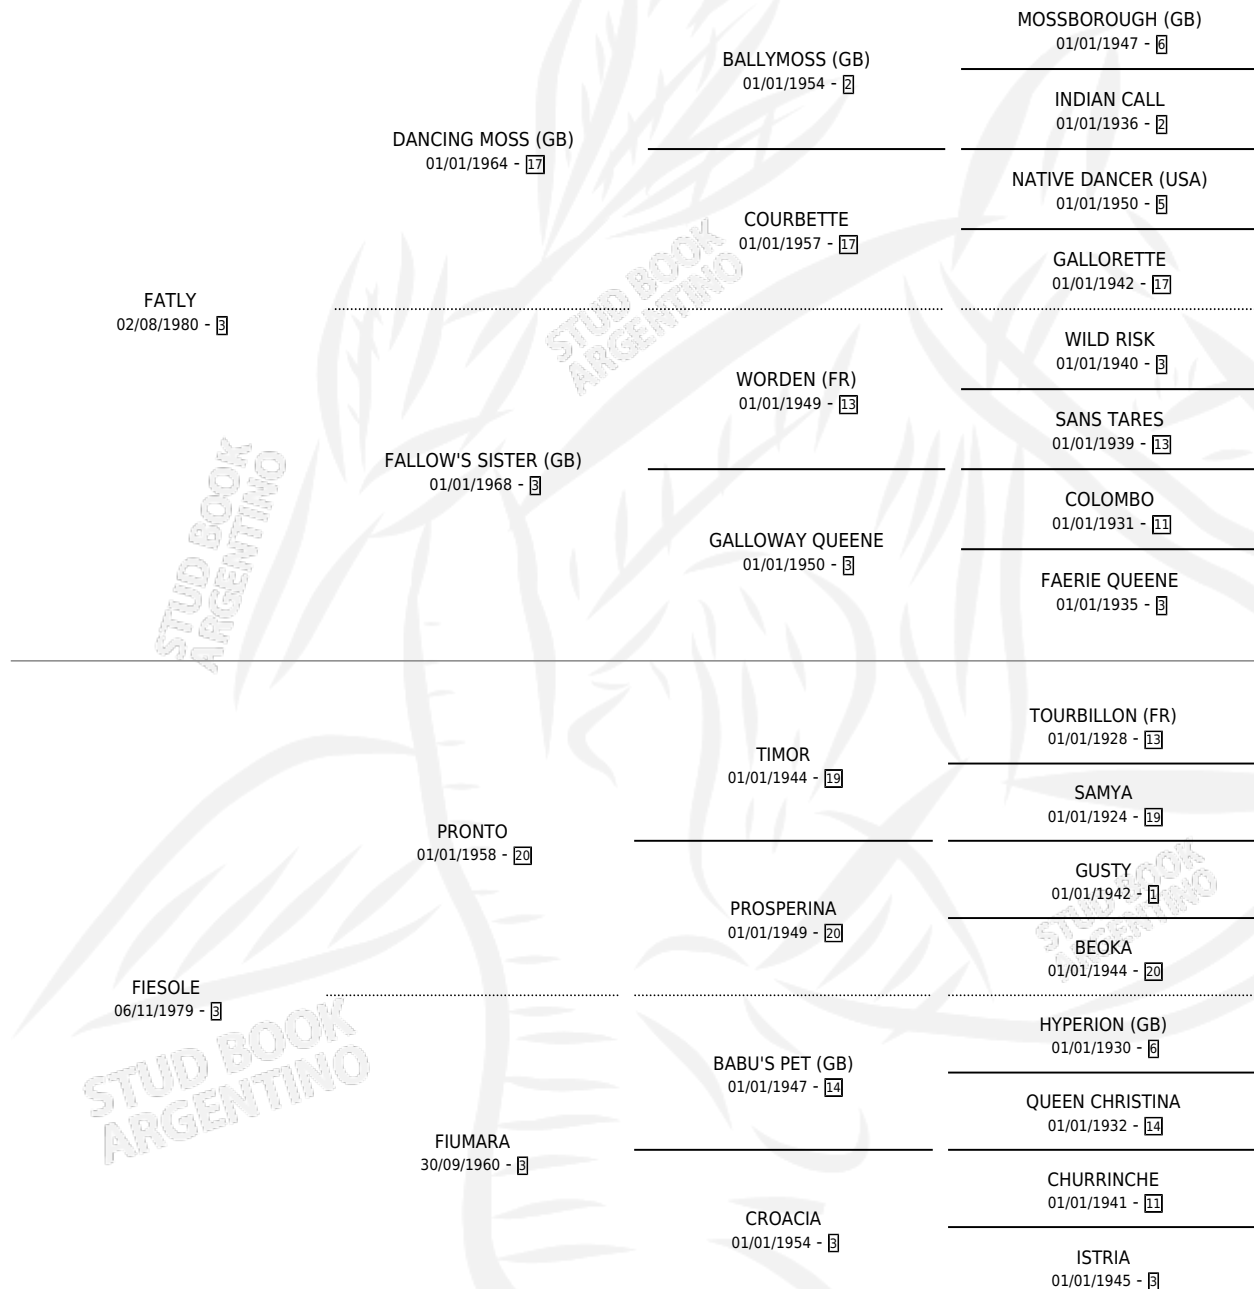 MOSSBOROUGH (GB)
01/01/1947 - 6
BALLYMOSS (GB)
01/01/1954 - 2
INDIAN CALL
01/01/1936 - 2
DANCING MOSS (GB)
01/01/1964 - 17
NATIVE DANCER (USA)
01/01/1950 - 5
COURBETTE
01/01/1957 - 17
GALLORETTE
01/01/1942 - 17
FATLY
02/08/1980 - 3
WILD RISK
01/01/1940 - 3
WORDEN (FR)
01/01/1949 - 13
SANS TARES
01/01/1939 - 13
FALLOW'S SISTER (GB)
01/01/1968 - 3
COLOMBO
01/01/1931 - 11
GALLOWAY QUEENE
01/01/1950 - 3
FAERIE QUEENE
01/01/1935 - 3
TOURBILLON (FR)
01/01/1928 - 13
TIMOR
01/01/1944 - 19
SAMYA
01/01/1924 - 19
PRONTO
01/01/1958 - 20
GUSTY
01/01/1942 - 1
PROSPERINA
01/01/1949 - 20
BEOKA
01/01/1944 - 20
FIESOLE
06/11/1979 - 3
HYPERION (GB)
01/01/1930 - 6
BABU'S PET (GB)
01/01/1947 - 14
QUEEN CHRISTINA
01/01/1932 - 14
FIUMARA
30/09/1960 - 3
CHURRINCHE
01/01/1941 - 11
CROACIA
01/01/1954 - 3
ISTRIA
01/01/1945 - 3
STUD BOOK
ARGENTINO
STUD BOOK
ARGENTINO
STUD BOOK
ARGENTINO
STUD BOOK
ARGENTINO